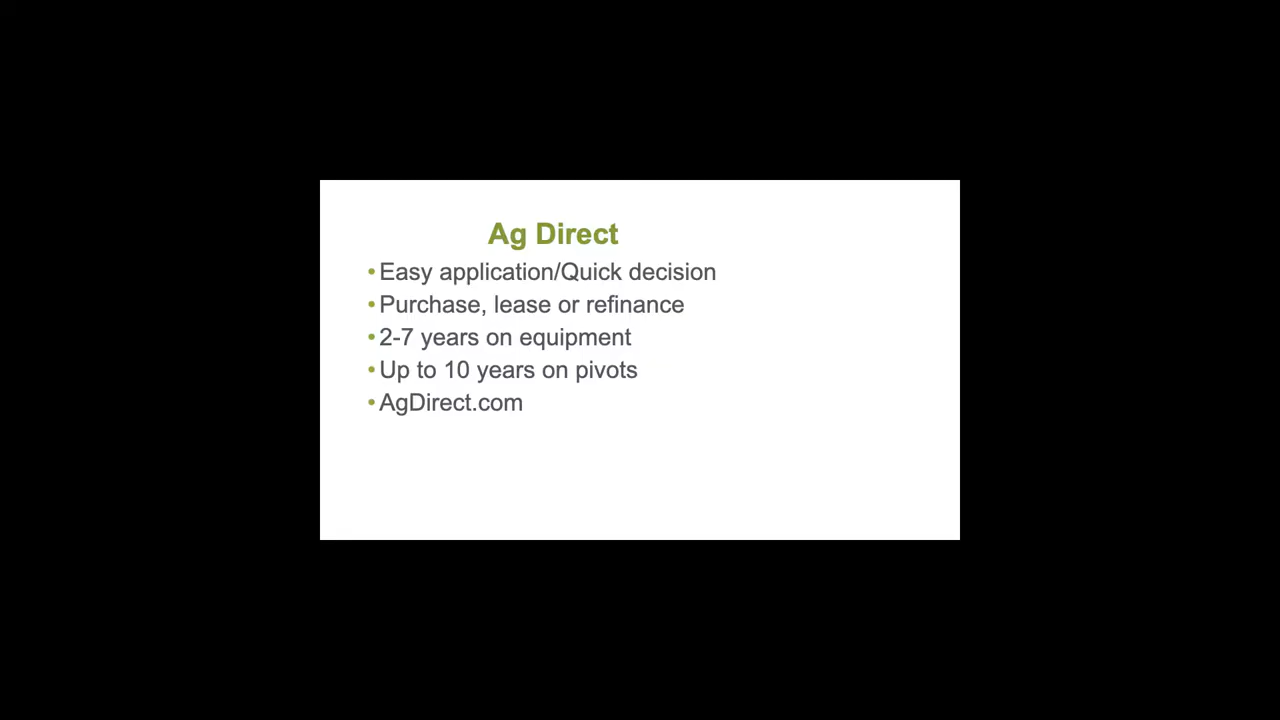 Ag Direct
•Easy application/Quick decision
•Purchase, lease or refinance
•2-7 years on equipment
•Up to 10 years on pivots
•AgDirect.com